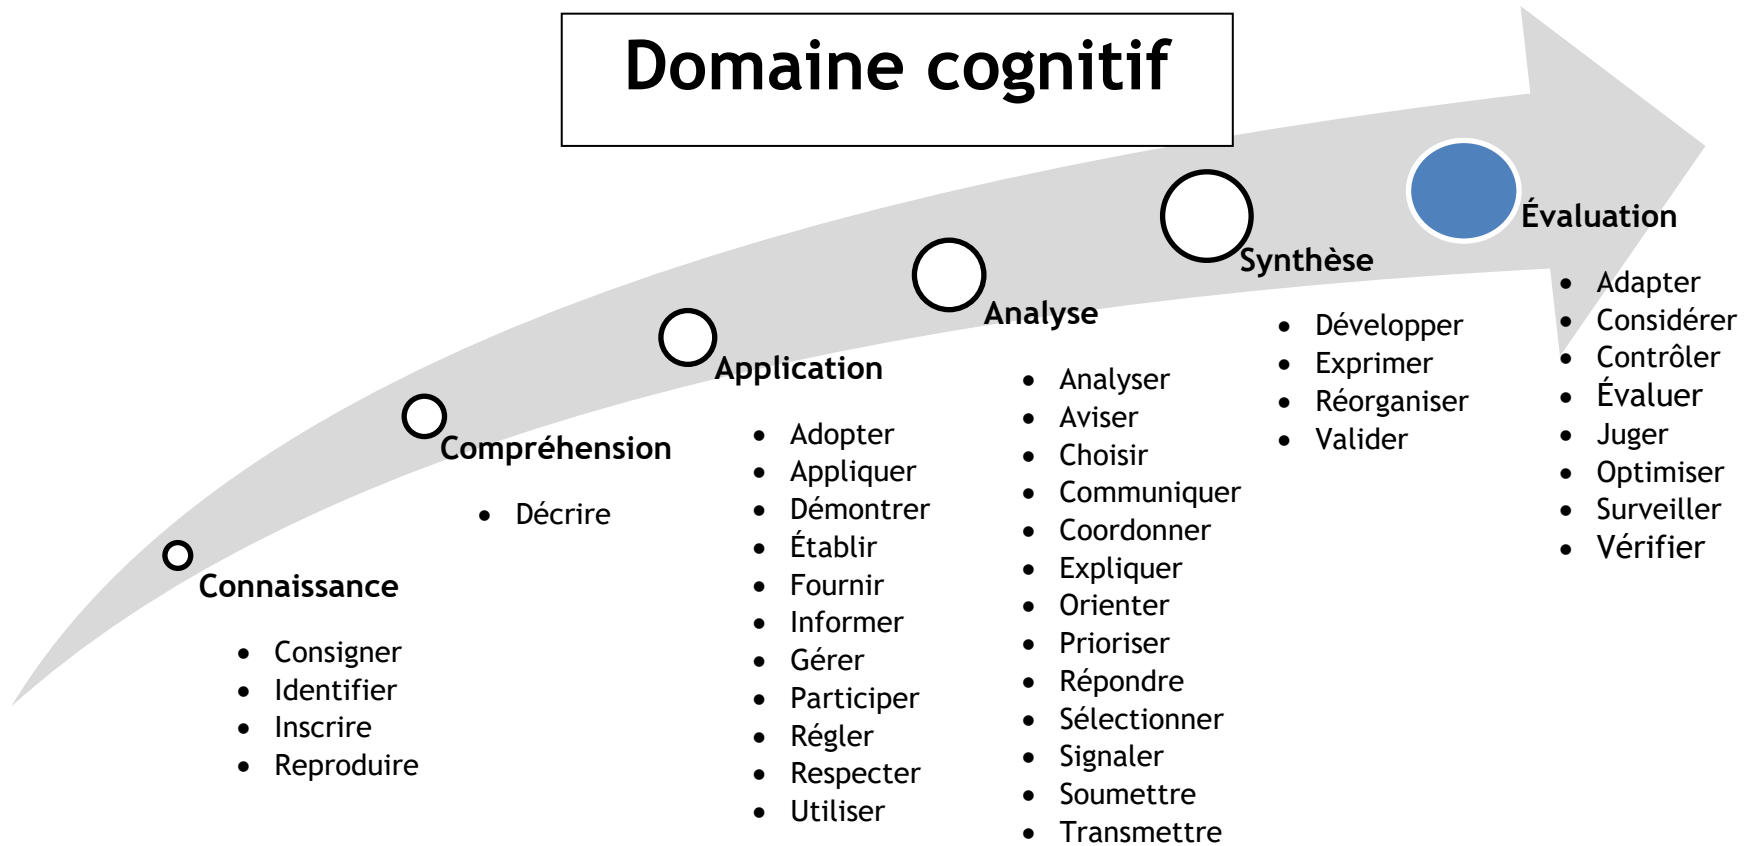 Domaine cognitif
Connaissance
Consigner
Identifier
Inscrire
Reproduire
Compréhension
Décrire
Application
Adopter
Appliquer
Démontrer
Établir
Fournir
Informer
Gérer
Participer
Régler
Respecter
Utiliser
Analyse
Analyser
Aviser
Choisir
Communiquer
Coordonner
Expliquer
Orienter
Prioriser
Répondre
Sélectionner
Signaler
Soumettre
Transmettre
Synthèse
Développer
Exprimer
Réorganiser
Valider
Évaluation
Adapter
Considérer
Contrôler
Évaluer
Juger
Optimiser
Surveiller
Vérifier